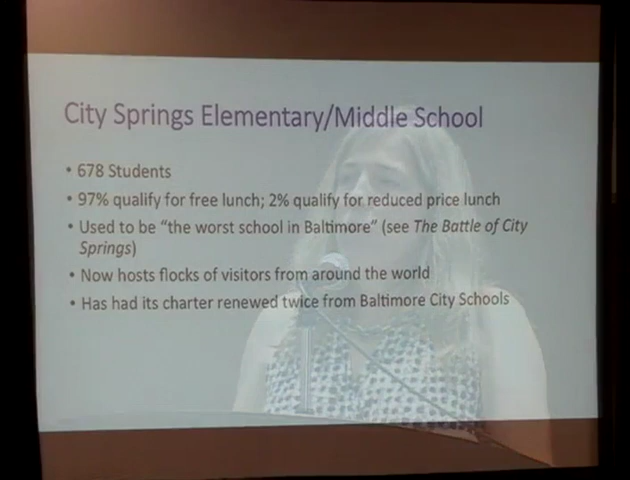 City Springs Elementary/Middle School
• 678 Students
• 97% qualify for free lunch; 2% qualify for reduced price lunch
• Used to be “the worst school in Baltimore” (see The Battle of City
Springs)
• Now hosts flocks of visitors from around the world
• Has had its charter renewed twice from Baltimore City Schools